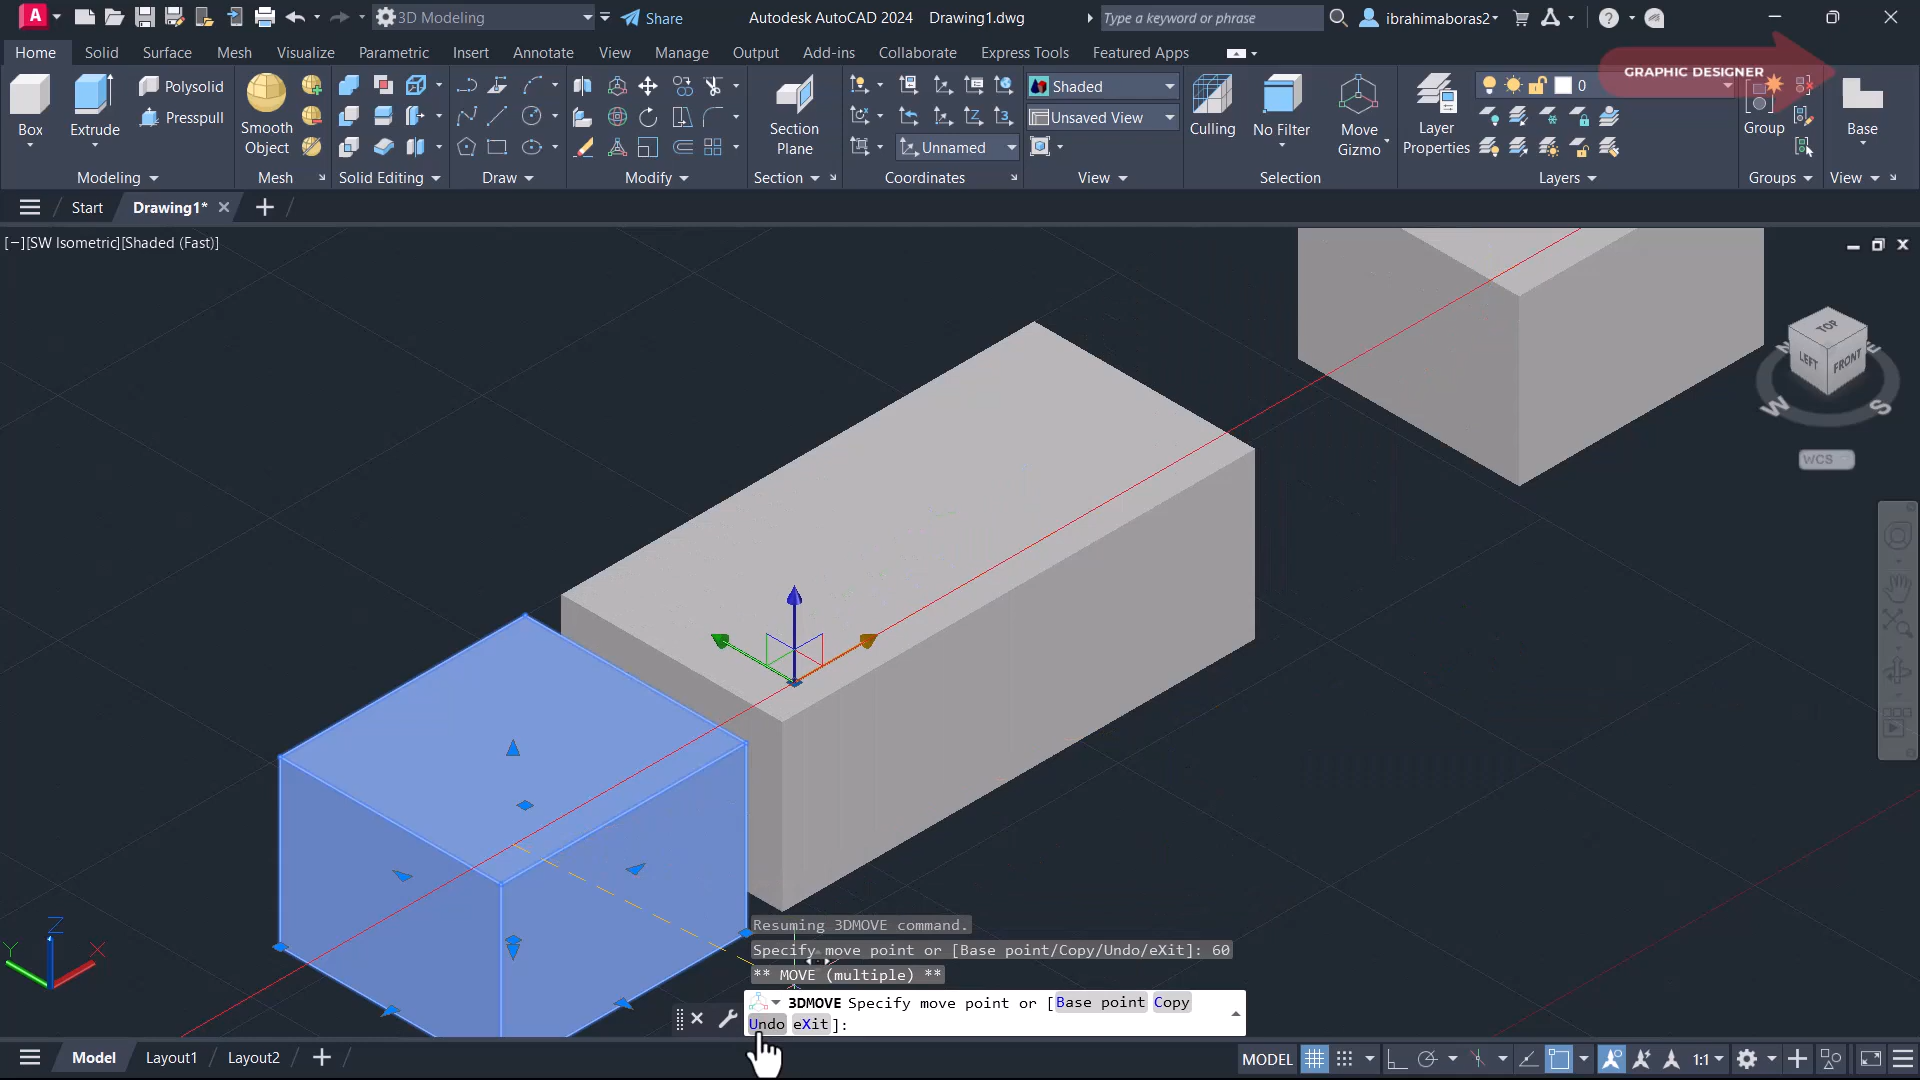 3D Modeling
Share
Autodesk AutoCAD 2024 Drawing1.dwg
Type a keyword or phrase
ibrahimaboras2
Home Solid Surface Mesh Visualize Parametric Insert Annotate View Manage Output Add-ins Collaborate Express Tools Featured Apps
GRAPHIC DESIGNER
Box
Extrude
Polysolid
Presspull
Smooth Object
Section Plane
Shaded
Unsaved View
Unnamed
Culling
No Filter
Move Gizmo
Layer Properties
0
Group
Base
Modeling Mesh Solid Editing Draw Modify Section Coordinates View Selection Layers Groups View
Start Drawing1*
[−][SW Isometric][Shaded (Fast)]
TOP
LEFT FRONT
W S
WCS
Z
Y X
Resuming 3DMOVE command.
Specify move point or [Base point/Copy/Undo/eXit]: 60
** MOVE (multiple) **
3DMOVE Specify move point or [Base point Copy
Undo eXit]:
Model Layout1 Layout2
MODEL
1:1